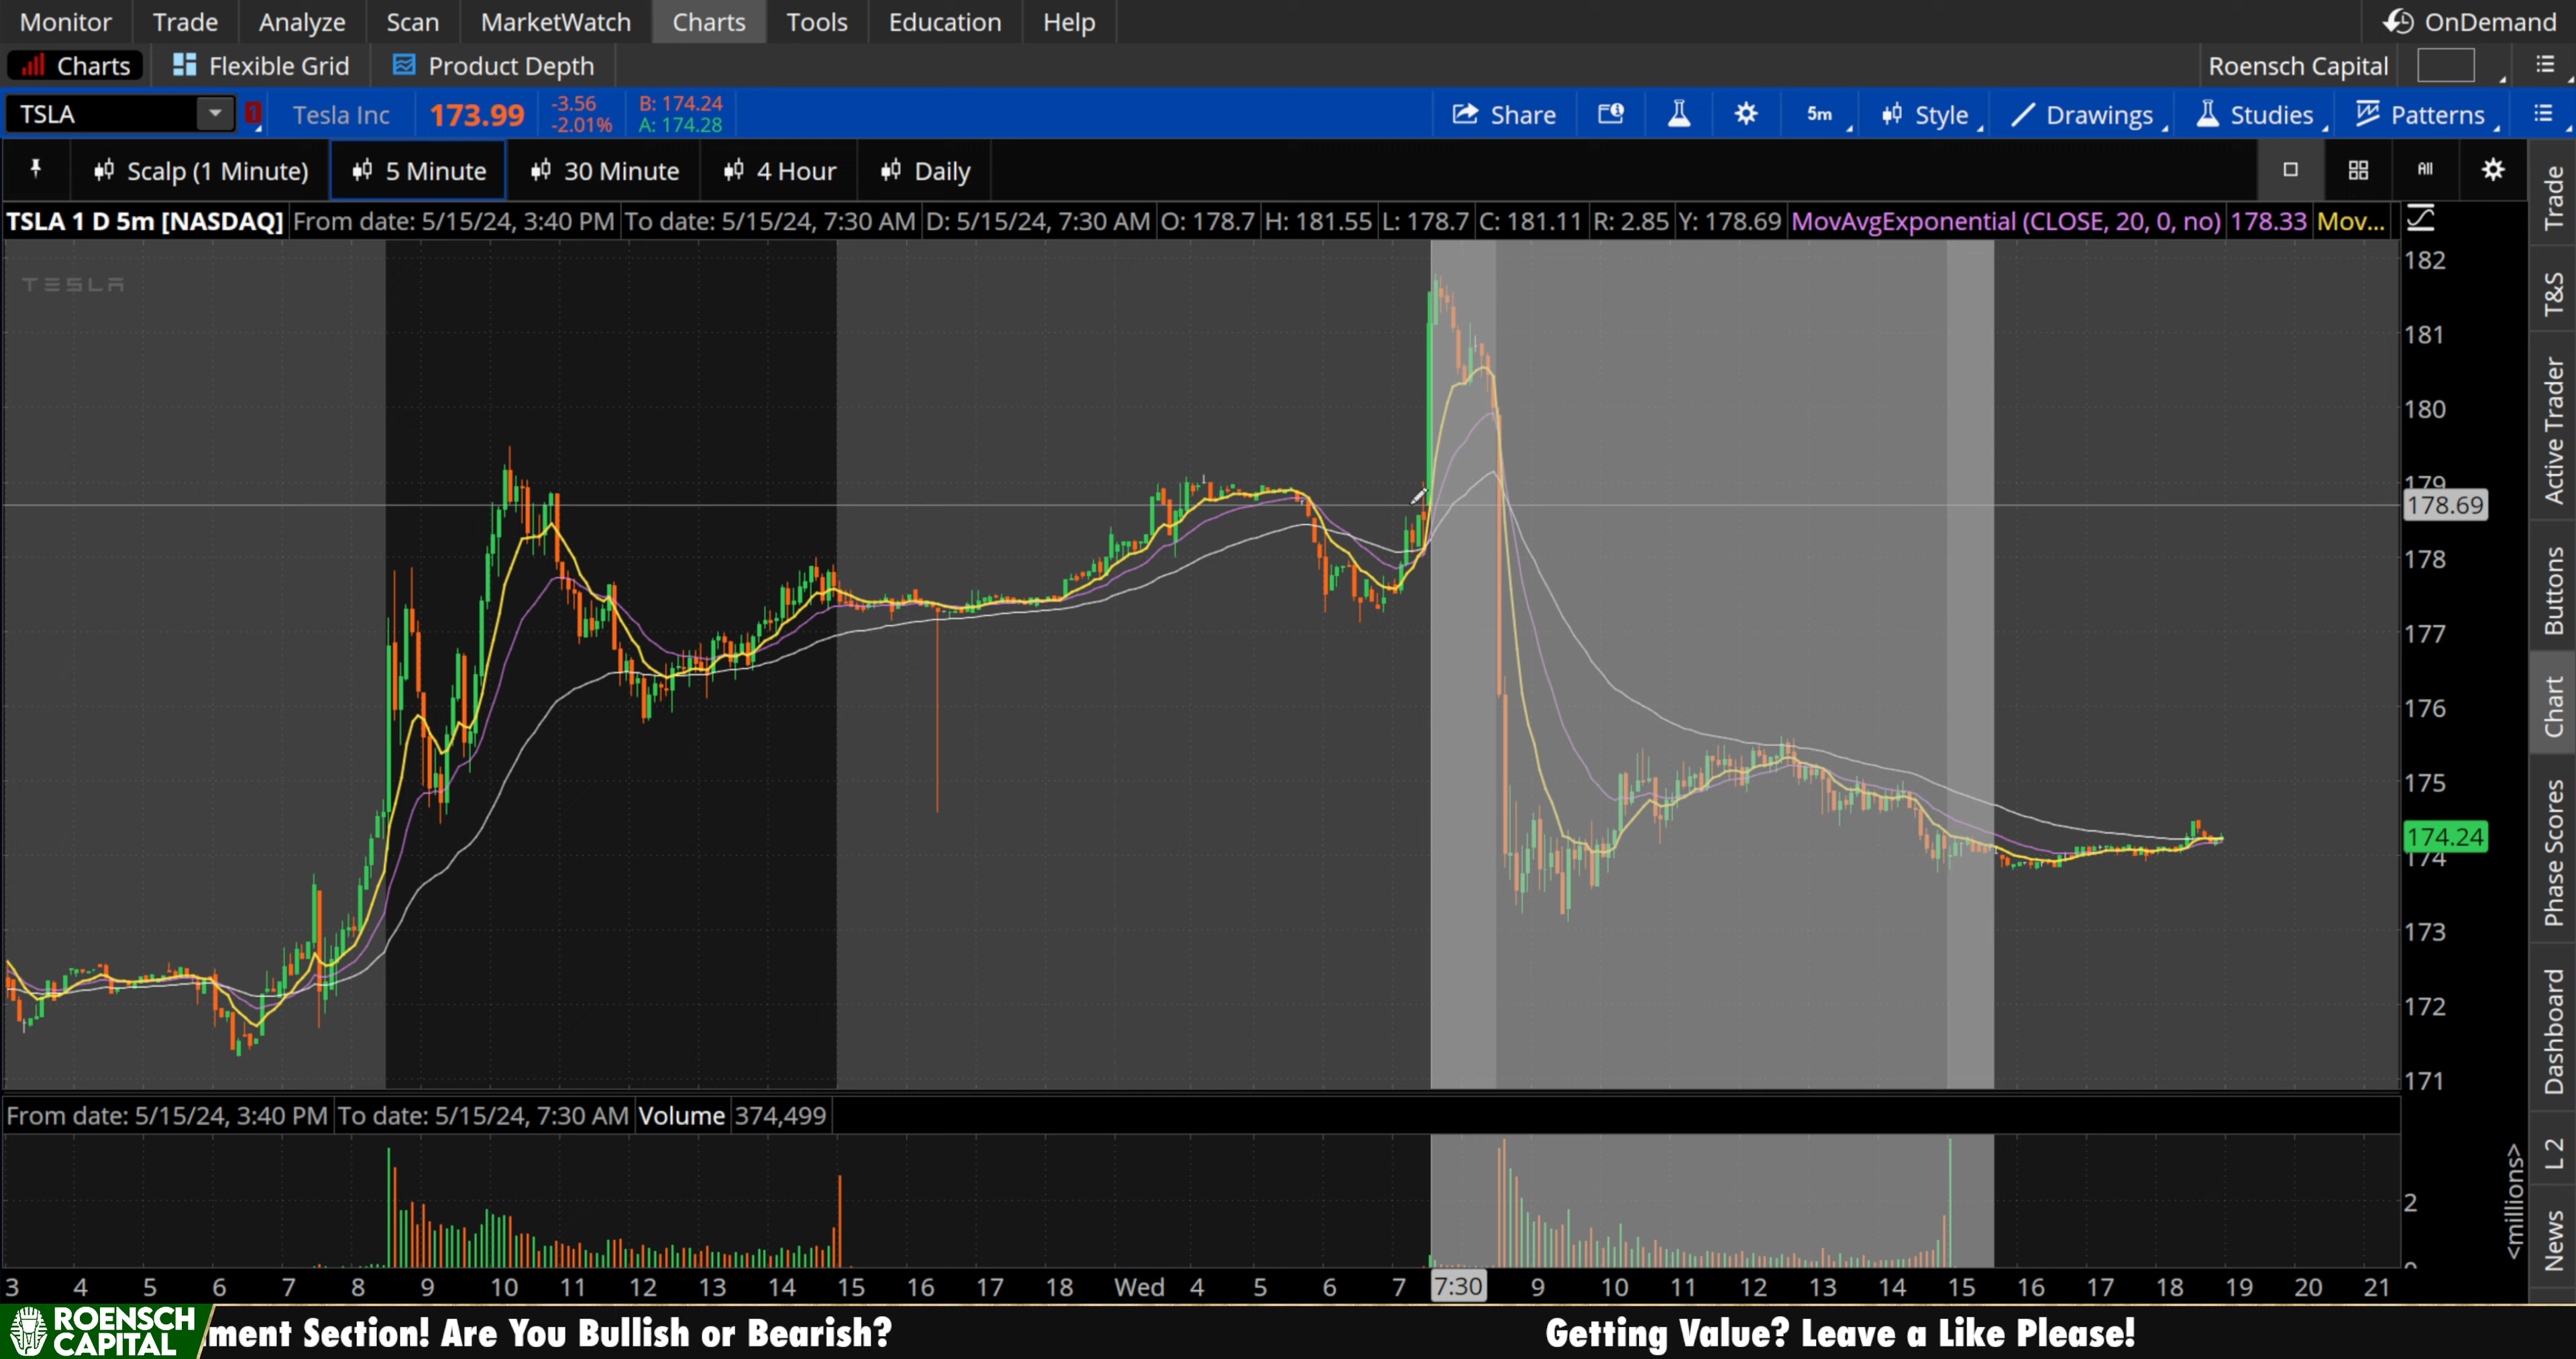 Monitor Trade Analyze Scan MarketWatch Charts Tools Education Help OnDemand
Charts Flexible Grid Product Depth Roensch Capital
TSLA 1 Tesla Inc 173.99 -3.56 B: 174.24 Share 5m Style Drawings Studies Patterns
-2.01% A: 174.28
Scalp (1 Minute) 5 Minute 30 Minute 4 Hour Daily All
TSLA 1 D 5m [NASDAQ] From date: 5/15/24, 3:40 PM To date: 5/15/24, 7:30 AM D: 5/15/24, 7:30 AM O: 178.7 H: 181.55 L: 178.7 C: 181.11 R: 2.85 Y: 178.69 MovAvgExponential (CLOSE, 20, 0, no) 178.33 Mov...
TESLA
182
181
180
179
178.69
178
177
176
175
174.24
174
173
172
171
From date: 5/15/24, 3:40 PM To date: 5/15/24, 7:30 AM Volume 374,499
2
0
<millions>
3 4 5 6 7 8 9 10 11 12 13 14 15 16 17 18 Wed 4 5 6 7 7:30 9 10 11 12 13 14 15 16 17 18 19 20 21
Trade
T&S
Active Trader
Buttons
Chart
Phase Scores
Dashboard
L 2
News
ROENSCH
CAPITAL
mment Section! Are You Bullish or Bearish? Getting Value? Leave a Like Please!